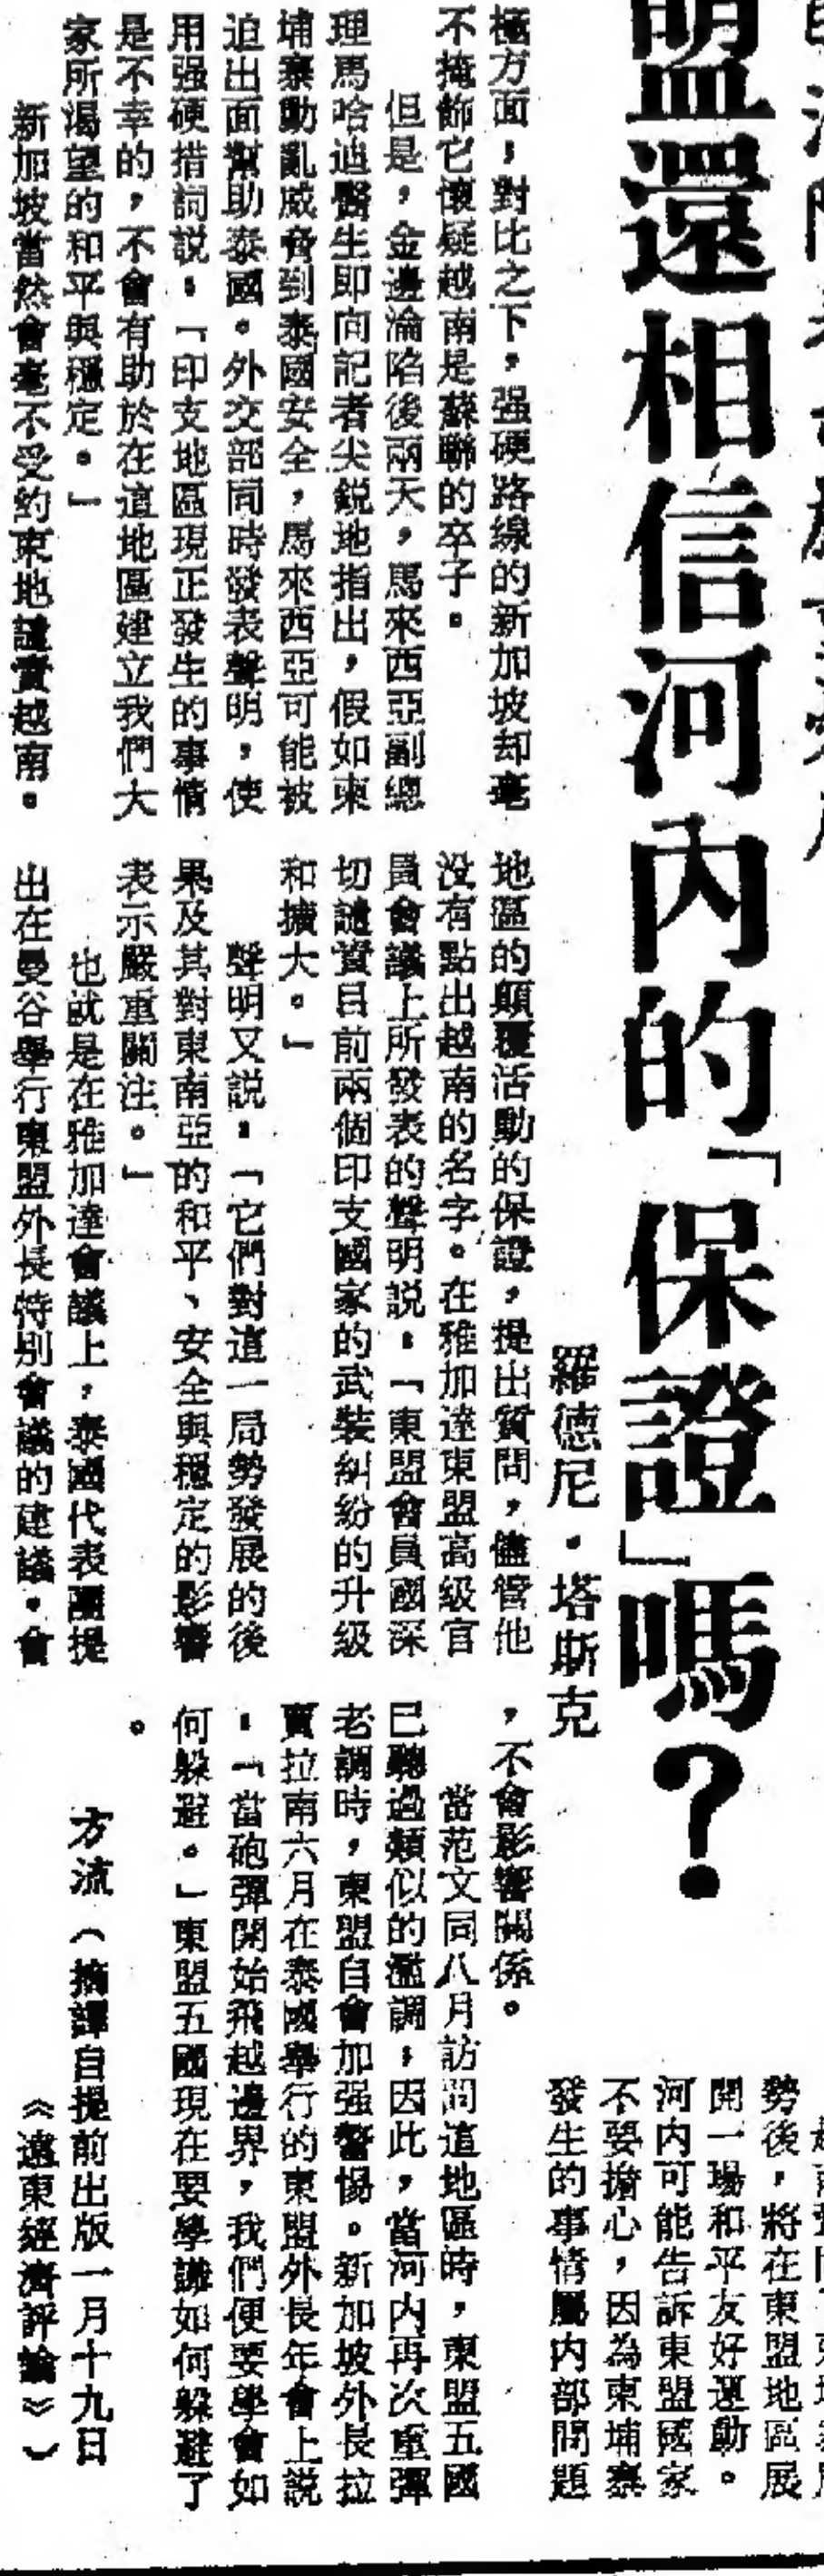 盟還相信河內的「保證」嗎？
羅德尼・塔斯克
極方面，對比之下，强硬路線的新加坡却毫
不掩飾它懷疑越南是蘇聯的卒子。
但是，金邊淪陷後兩天，馬來西亞副總
理馬哈迪醫生即向記者尖鋭地指出，假如柬
埔寨動亂威脅到泰國安全，馬來西亞可能被
迫出面幫助泰國。外交部同時發表聲明，使
用强硬措詞説：「印支地區現正發生的事情
是不幸的，不會有助於在這地區建立我們大
家所渴望的和平與穩定。」
新加坡當然會毫不受約束地譴責越南。
地區的顛覆活動的保證，提出質問，儘管他
没有點出越南的名字。在雅加達東盟高級官
員會議上所發表的聲明説：「東盟會員國深
切譴責目前兩個印支國家的武裝糾紛的升級
和擴大。」
聲明又説：「它們對這一局勢發展的後
果及其對東南亞的和平、安全與穩定的影響
表示嚴重關注。」
也就是在雅加達會議上，泰國代表團提
出在曼谷舉行東盟外長特別會議的建議。會
勢後，將在東盟地區展
開一場和平友好運動。
河内可能告訴東盟國家
不要擔心，因為柬埔寨
發生的事情屬内部問題
，不會影響關係。
當范文同八月訪問這地區時，東盟五國
已聽過類似的濫調，因此，當河内再次重彈
老調時，東盟自會加强警惕。新加坡外長拉
賈拉南六月在泰國舉行的東盟外長年會上説
：「當砲彈開始飛越邊界，我們便要學會如
何躲避。」東盟五國現在要學識如何躲避了
。
方流（摘譯自提前出版一月十九日
《遠東經濟評論》）